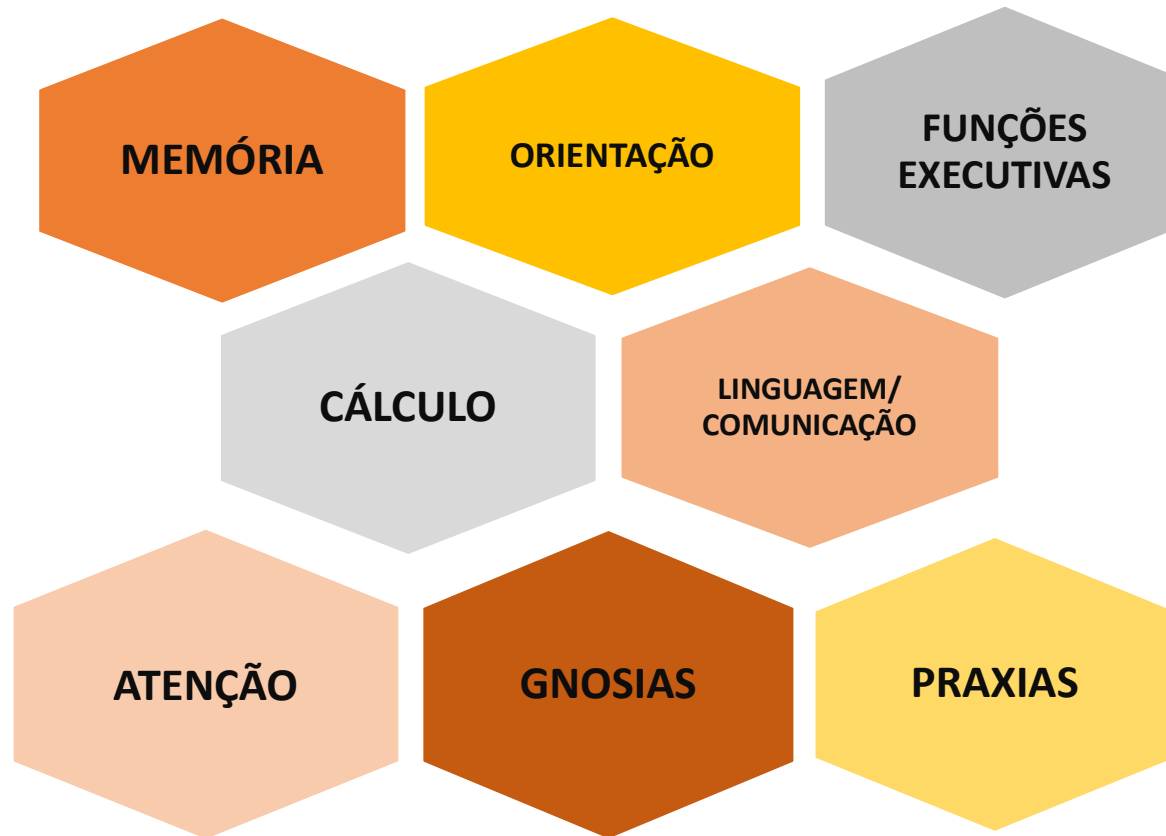 MEMÓRIA
ORIENTAÇÃO
FUNÇÕES
EXECUTIVAS
CÁLCULO
LINGUAGEM/
COMUNICAÇÃO
ATENÇÃO
GNOSIAS
PRAXIAS